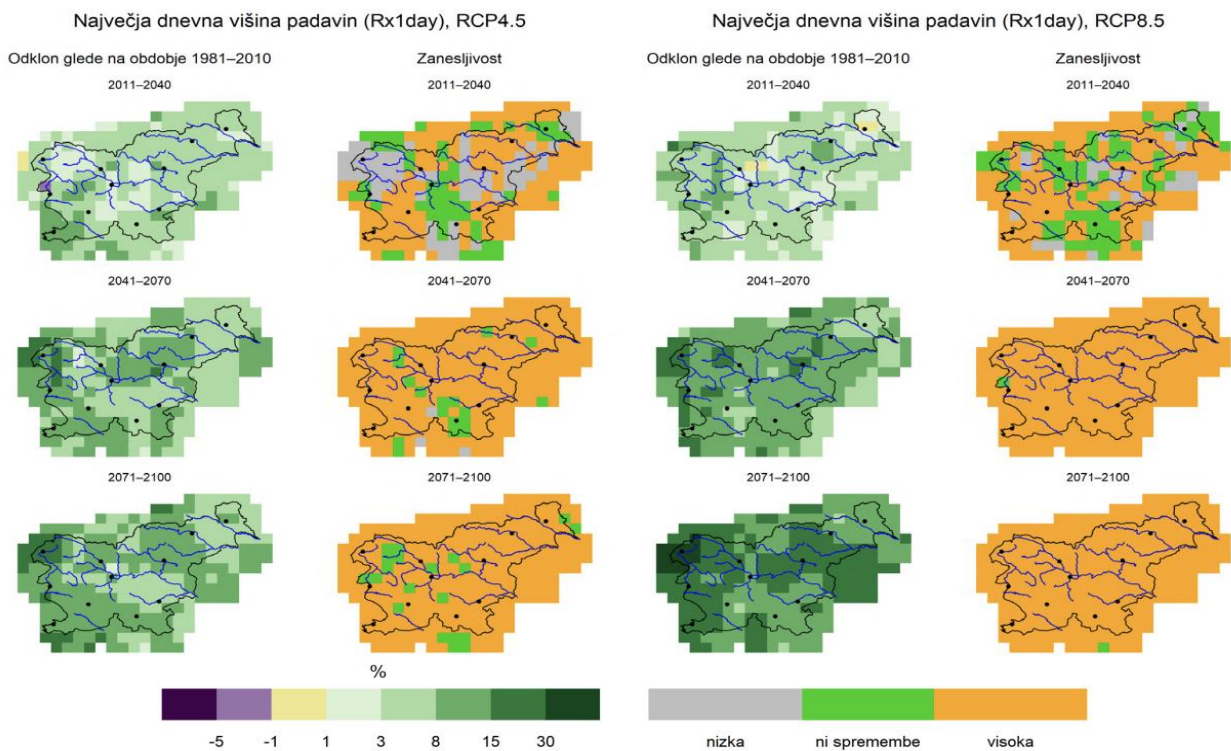 Največja dnevna višina padavin (Rx1day), RCP4.5
Odklon glede na obdobje 1981–2010
Zanesljivost
2011–2040
2011–2040
2041–2070
2041–2070
2071–2100
2071–2100
Največja dnevna višina padavin (Rx1day), RCP8.5
Odklon glede na obdobje 1981–2010
Zanesljivost
2011–2040
2011–2040
2041–2070
2041–2070
2071–2100
2071–2100
%
-5 -1 1 3 8 15 30
nizka ni spremembe visoka